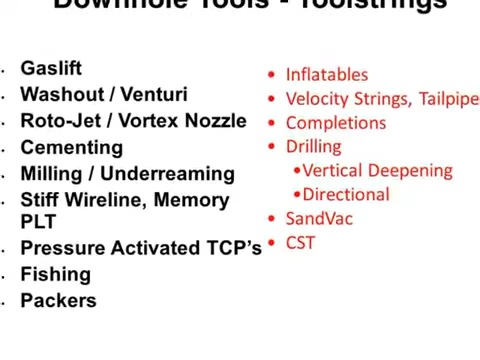 Downhole Tools - Toolstrings
• Gaslift
• Washout / Venturi
• Roto-Jet / Vortex Nozzle
• Cementing
• Milling / Underreaming
• Stiff Wireline, Memory
PLT
• Pressure Activated TCP's
• Fishing
• Packers
• Inflatables
• Velocity Strings, Tailpipe
• Completions
• Drilling
•Vertical Deepening
•Directional
• SandVac
• CST